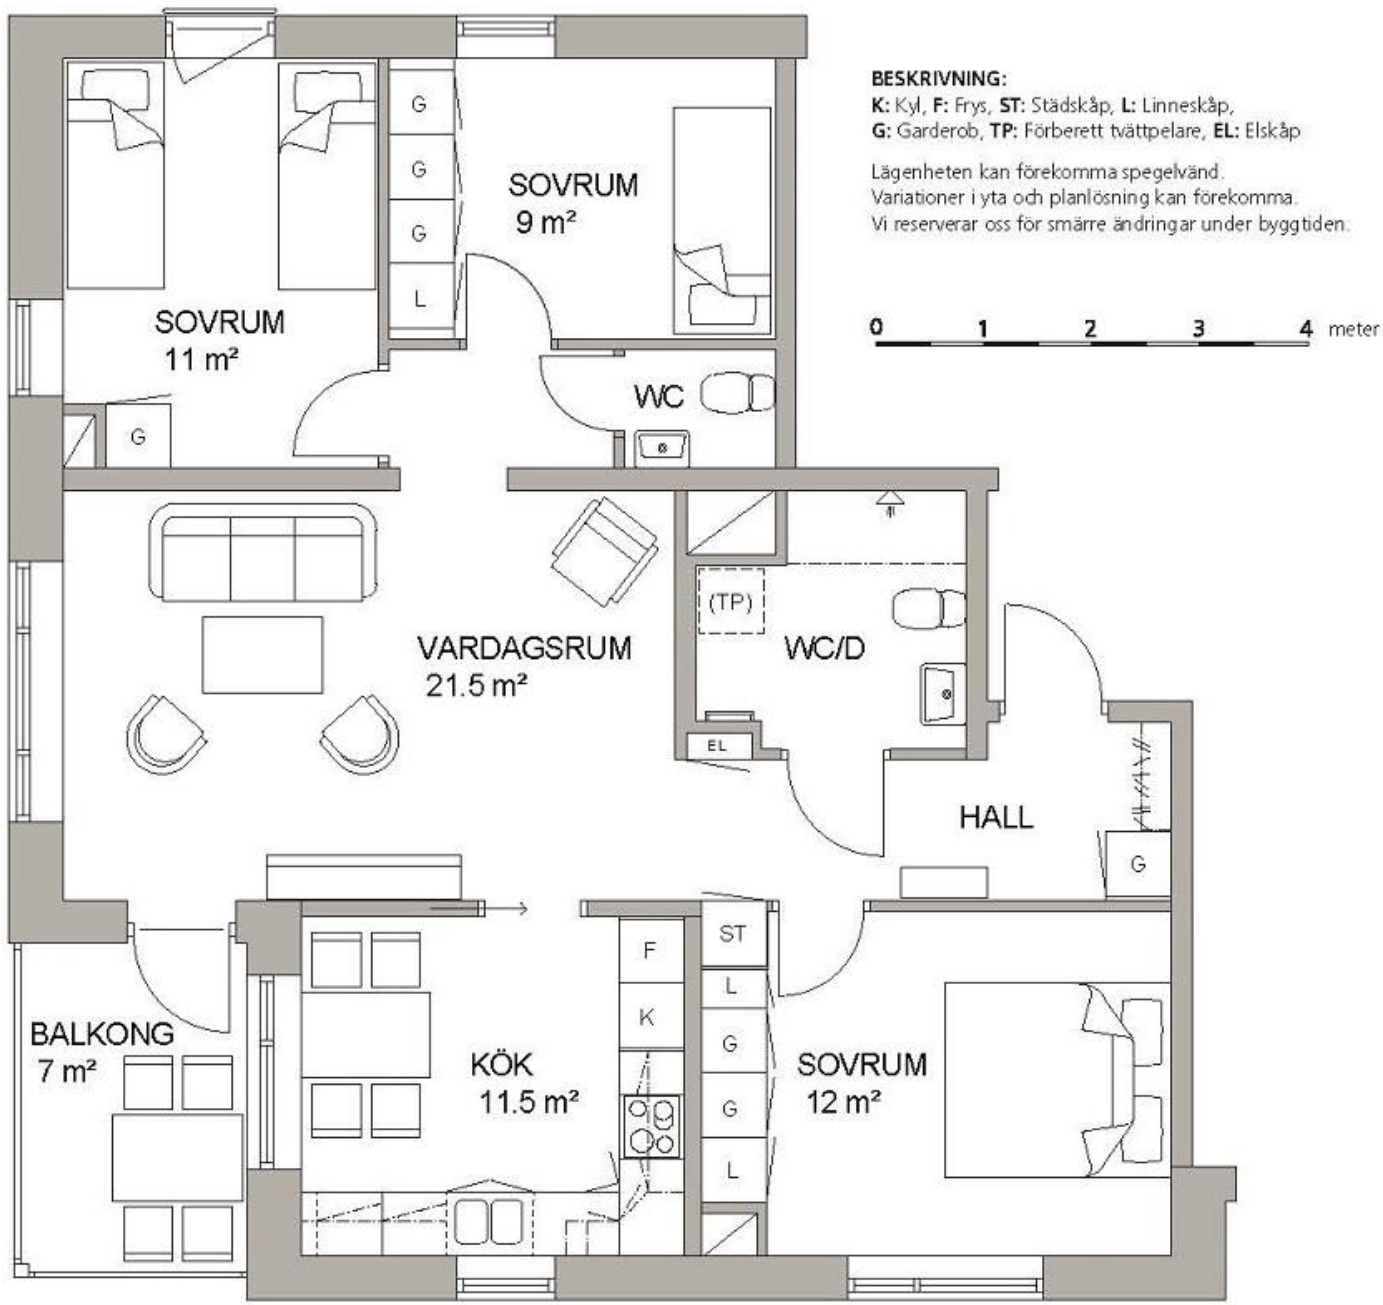 BESKRIVNING:
K: Kyl, F: Frys, ST: Städskåp, L: Linneskåp,
G: Garderob, TP: Förberett tvättpelare, EL: Elskåp
Lägenheten kan förekomma spegelvänd.
Variationer i yta och planlösning kan förekomma.
Vi reserverar oss för smärre ändringar under byggtiden.
0 1 2 3 4 meter
G
G
G
L
SOVRUM
9 m²
SOVRUM
11 m²
G
WC
VARDAGSRUM
21.5 m²
(TP)
WC/D
EL
HALL
G
BALKONG
7 m²
KÖK
11.5 m²
F
K
ST
L
G
G
L
SOVRUM
12 m²